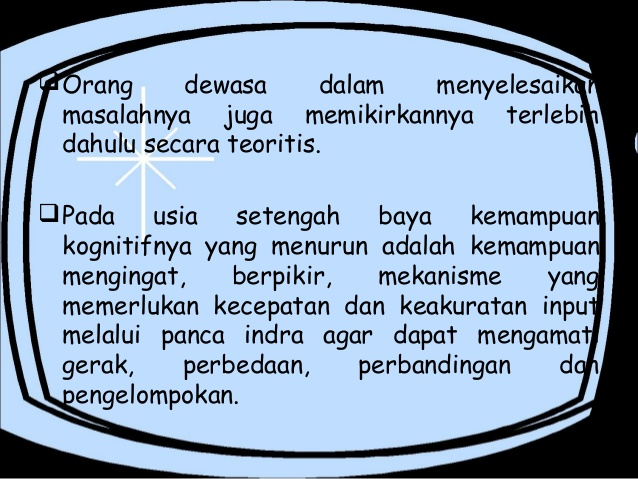 Orang dewasa dalam menyelesaikan
masalahnya juga memikirkannya terlebih
dahulu secara teoritis.
Pada usia setengah baya kemampuan
kognitifnya yang menurun adalah kemampuan
mengingat, berpikir, mekanisme yang
memerlukan kecepatan dan keakuratan input
melalui panca indra agar dapat mengamati
gerak, perbedaan, perbandingan dan
pengelompokan.